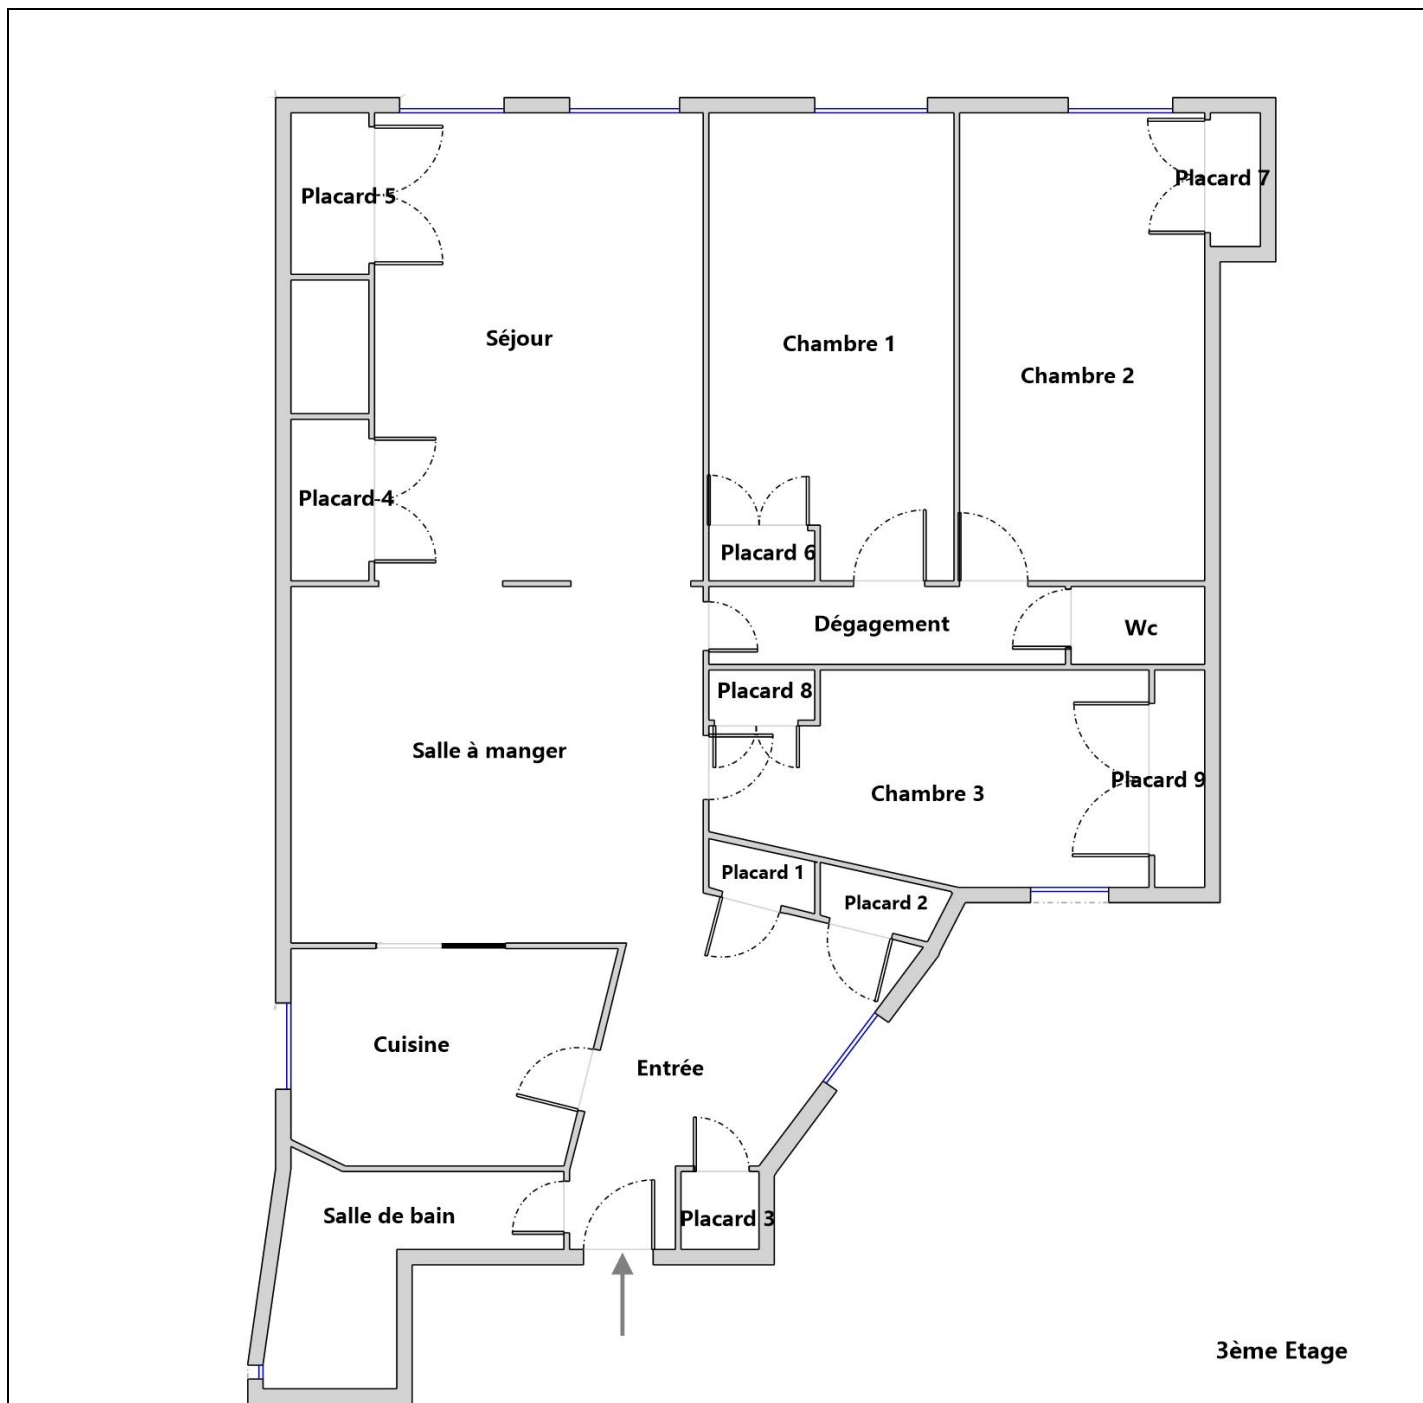 Placard 5
Placard 7
Séjour
Chambre 1
Chambre 2
Placard 4
Placard 6
Dégagement
Wc
Placard 8
Salle à manger
Placard 9
Chambre 3
Placard 1
Placard 2
Cuisine
Entrée
Salle de bain
Placard 3
3ème Etage